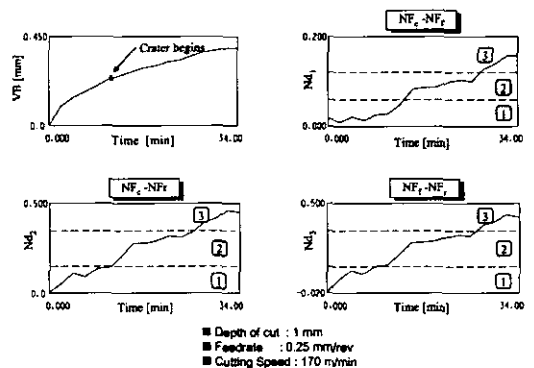 NFc -NFf
0.450
VB [mm]
Crater begins
0.0
0.000
Time [min]
34.00
0.200
Nd1
3
2
1
0.000
0.000
Time [min]
34.00
NFc -NFr
0.500
Nd2
3
2
1
0.0
0.000
Time [min]
34.00
NFf -NFr
0.500
Nd3
3
2
1
-0.020
0.000
Time [min]
34.00
Depth of cut : 1 mm
Feedrate : 0.25 mm/rev
Cutting Speed : 170 m/min